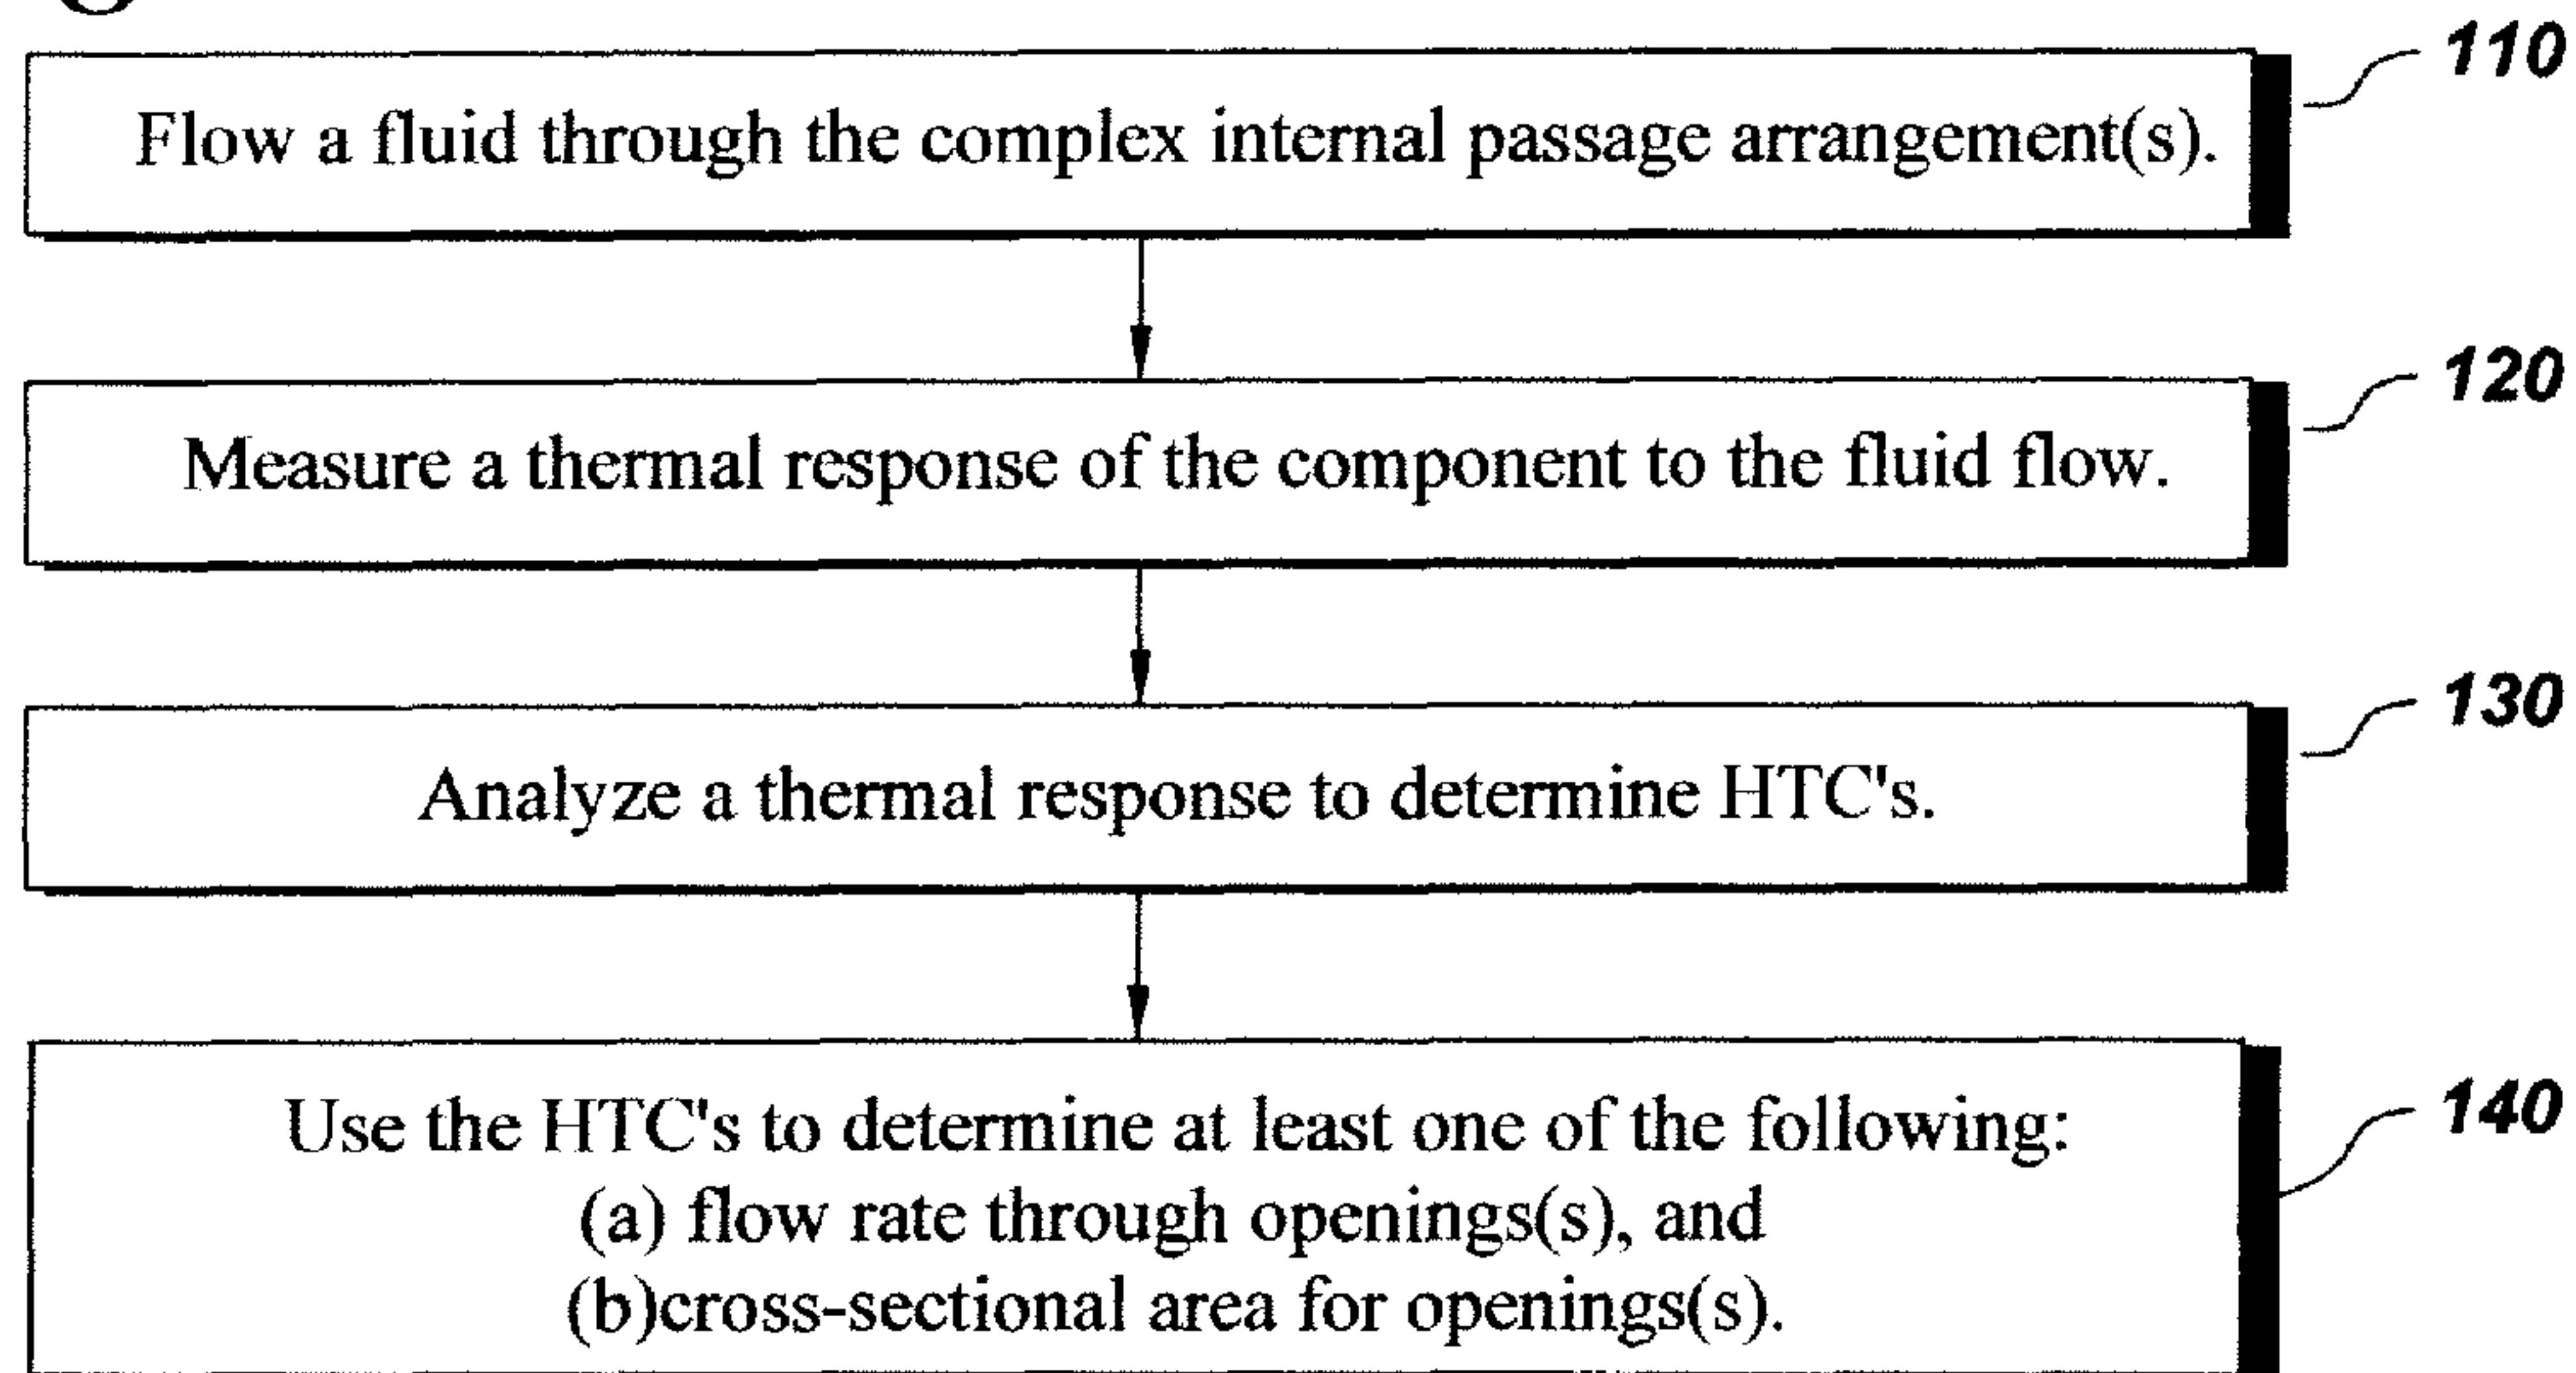 110
Flow a fluid through the complex internal passage arrangement(s).
120
Measure a thermal response of the component to the fluid flow.
130
Analyze a thermal response to determine HTC's.
140
Use the HTC's to determine at least one of the following:
(a) flow rate through openings(s), and
(b)cross-sectional area for openings(s).